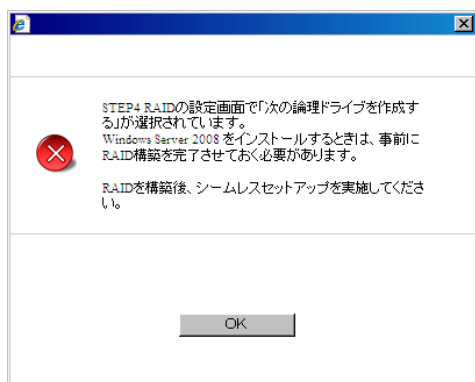 STEP4 RAIDの設定画面で「次の論理ドライブを作成す
る」が選択されています。
Windows Server 2008 をインストールするときは、事前に
RAID構築を完了させておく必要があります。
RAIDを構築後、シームレスセットアップを実施してくださ
い。
OK